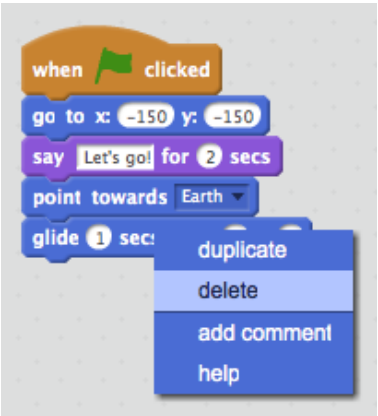 when clicked
go to x: -150 y: -150
say Let's go! for 2 secs
point towards Earth
glide 1 secs
duplicate
delete
add comment
help